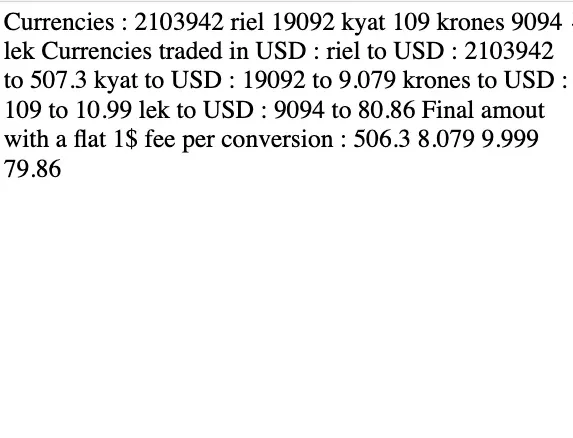 Currencies : 2103942 riel 19092 kyat 109 krones 9094
lek Currencies traded in USD : riel to USD : 2103942
to 507.3 kyat to USD : 19092 to 9.079 krones to USD :
109 to 10.99 lek to USD : 9094 to 80.86 Final amout
with a flat 1$ fee per conversion : 506.3 8.079 9.999
79.86